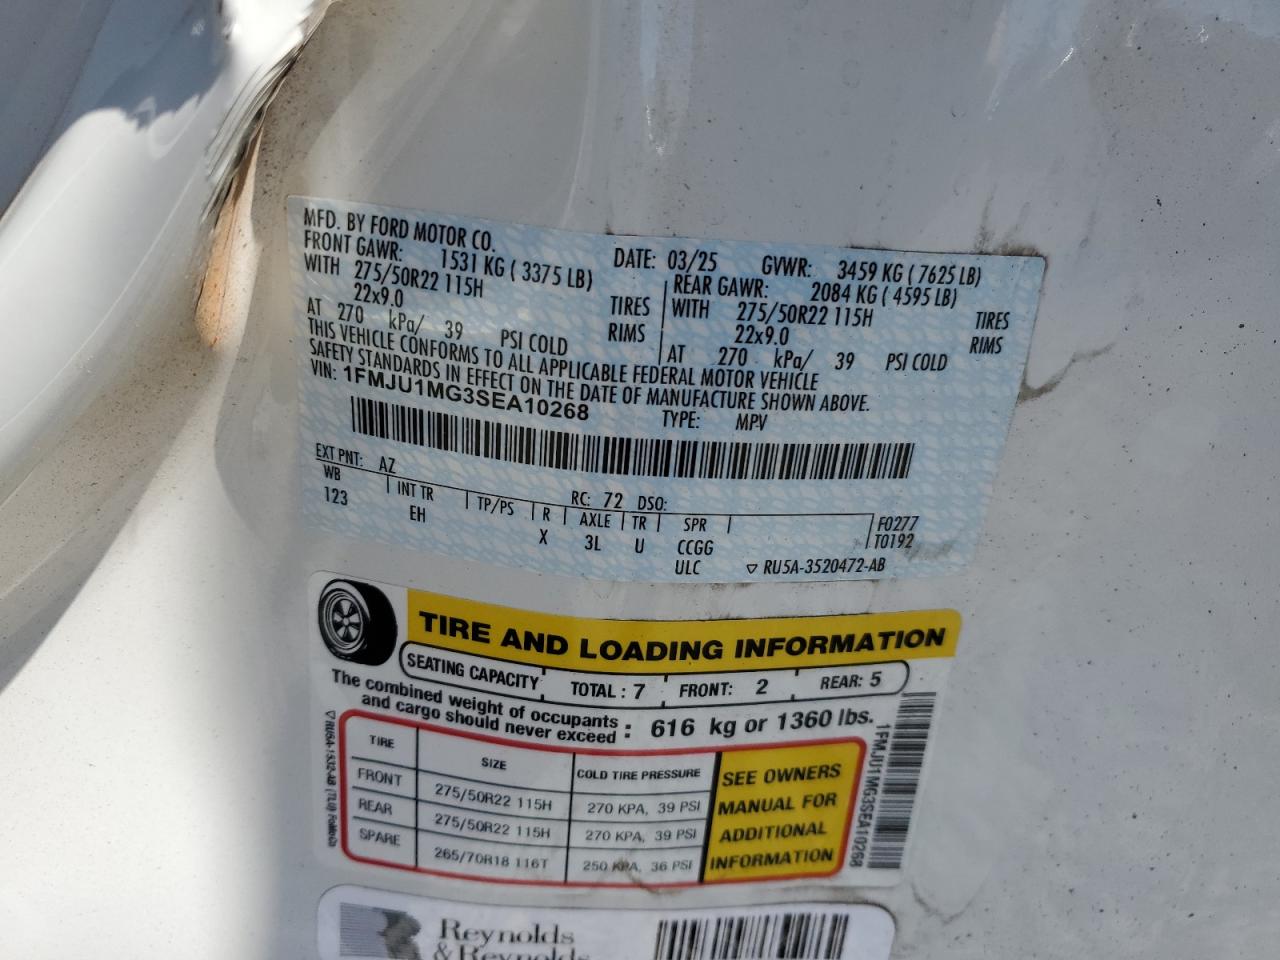 MFD. BY FORD MOTOR CO.
DATE: 03/25 GVWR: 3459 KG ( 7625 LB)
FRONT GAWR: 1531 KG ( 3375 LB) REAR GAWR: 2084 KG ( 4595 LB)
WITH 275/50R22 115H TIRES WITH 275/50R22 115H TIRES
22x9.0 RIMS 22x9.0 RIMS
AT 270 kPa/ 39 PSI COLD AT 270 kPa/ 39 PSI COLD
THIS VEHICLE CONFORMS TO ALL APPLICABLE FEDERAL MOTOR VEHICLE
SAFETY STANDARDS IN EFFECT ON THE DATE OF MANUFACTURE SHOWN ABOVE.
VIN: 1FMJU1MG3SEA10268 TYPE: MPV
EXT PNT: AZ RC: 72 DSO:
WB INT TR TP/PS R AXLE TR SPR F0277
123 EH X 3L U CCGG T0192
ULC ▽ RU5A-3520472-AB
TIRE AND LOADING INFORMATION
SEATING CAPACITY TOTAL : 7 FRONT: 2 REAR: 5
The combined weight of occupants
and cargo should never exceed : 616 kg or 1360 lbs.
TIRE SIZE COLD TIRE PRESSURE
FRONT 275/50R22 115H 270 KPA, 39 PSI
REAR 275/50R22 115H 270 KPA, 39 PSI
SPARE 265/70R18 116T 250 KPA, 36 PSI
SEE OWNERS
MANUAL FOR
ADDITIONAL
INFORMATION
1FMJU1MG3SEA10268
Reynolds
& Reynolds